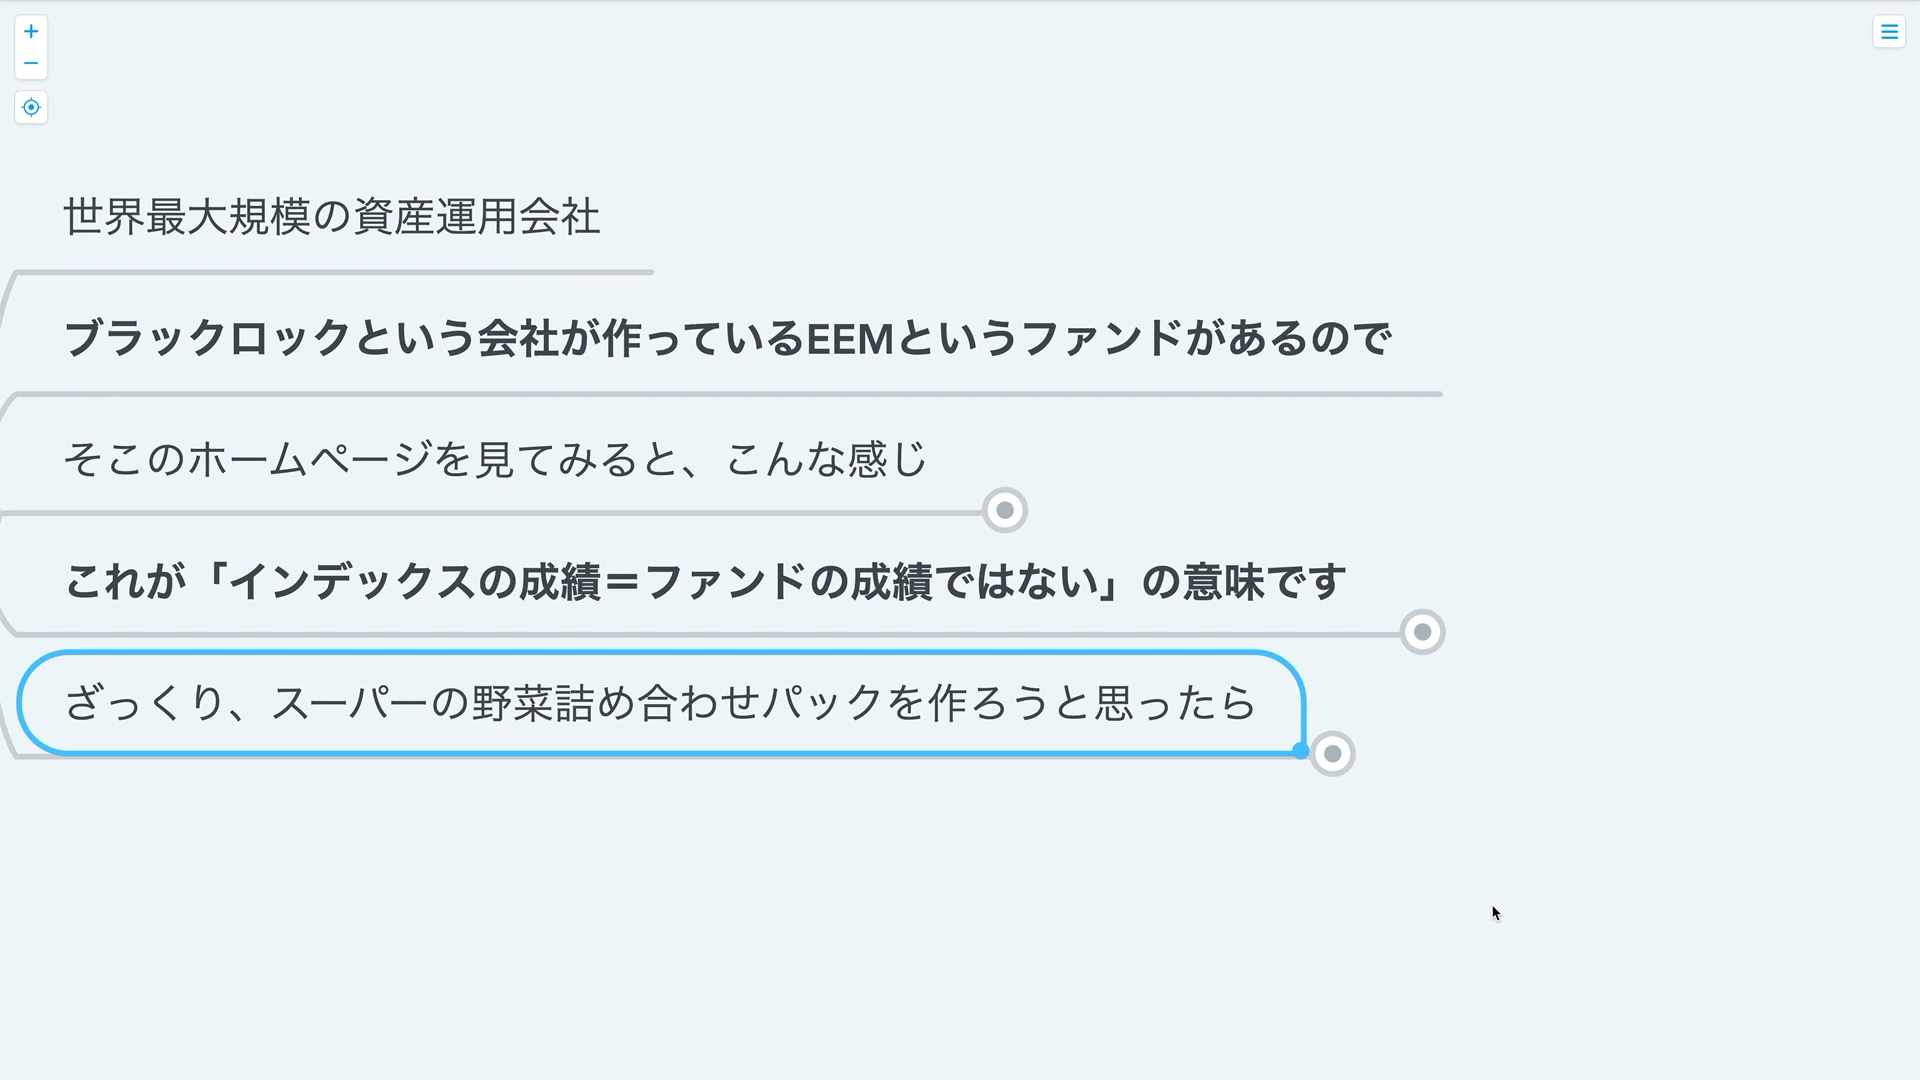 世界最大規模の資産運用会社
ブラックロックという会社が作っているEEMというファンドがあるので
そこのホームページを見てみると、こんな感じ
これが「インデックスの成績＝ファンドの成績ではない」の意味です
ざっくり、スーパーの野菜詰め合わせパックを作ろうと思ったら